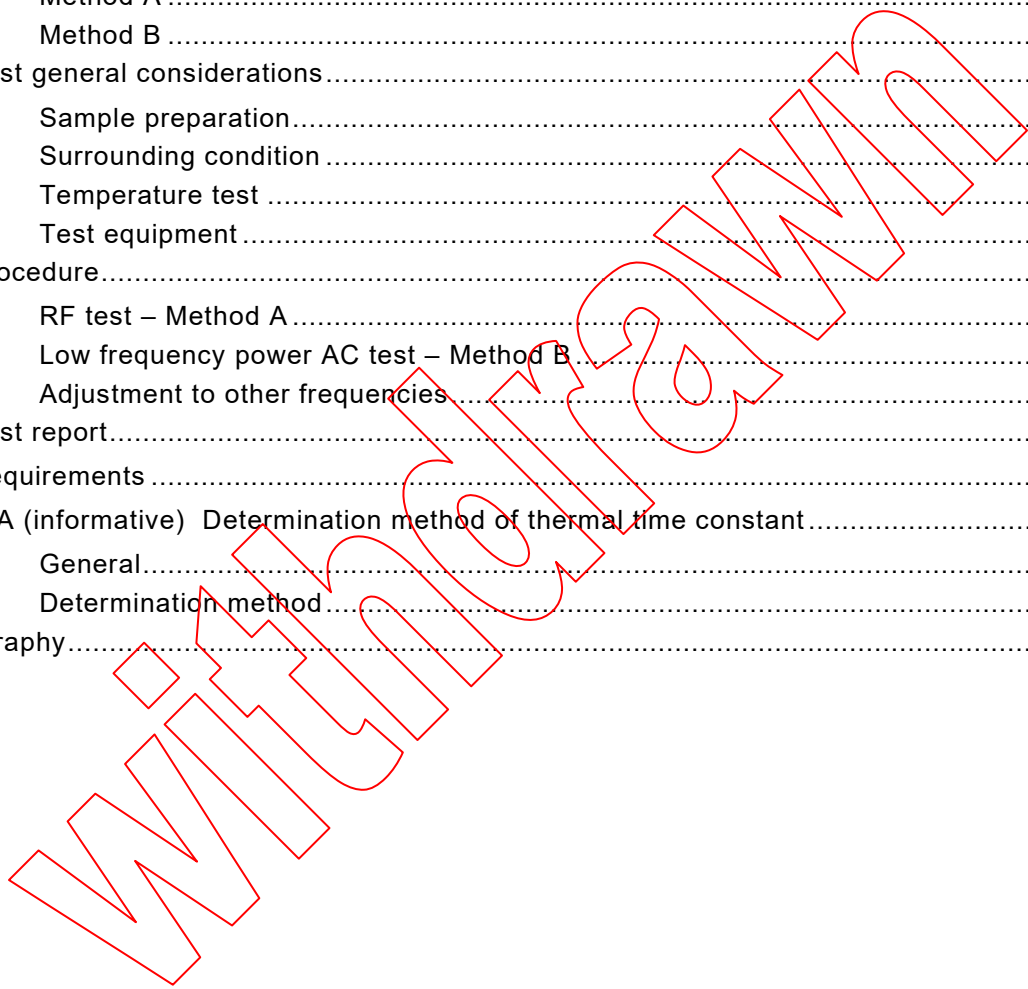 Method A
Method B
st general considerations
Sample preparation
Surrounding condition
Temperature test
Test equipment
ocedure
RF test – Method A
Low frequency power AC test – Method B
Adjustment to other frequencies
st report
equirements
A (informative) Determination method of thermal time constant
General
Determination method
raphy
withdrawn